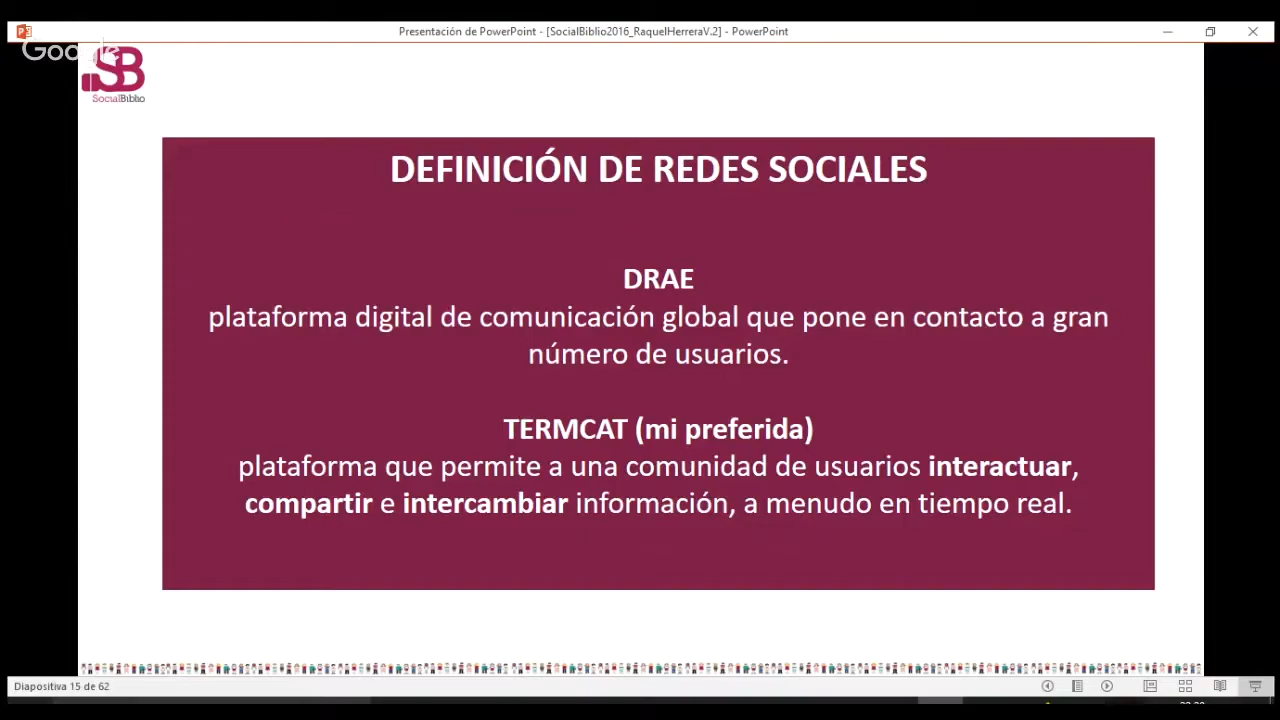 Presentación de PowerPoint - [SocialBiblio2016_RaquelHerreraV.2] - PowerPoint
Google
SB
SocialBiblio
DEFINICIÓN DE REDES SOCIALES
DRAE
plataforma digital de comunicación global que pone en contacto a gran
número de usuarios.
TERMCAT (mi preferida)
plataforma que permite a una comunidad de usuarios interactuar,
compartir e intercambiar información, a menudo en tiempo real.
Diapositiva 15 de 62